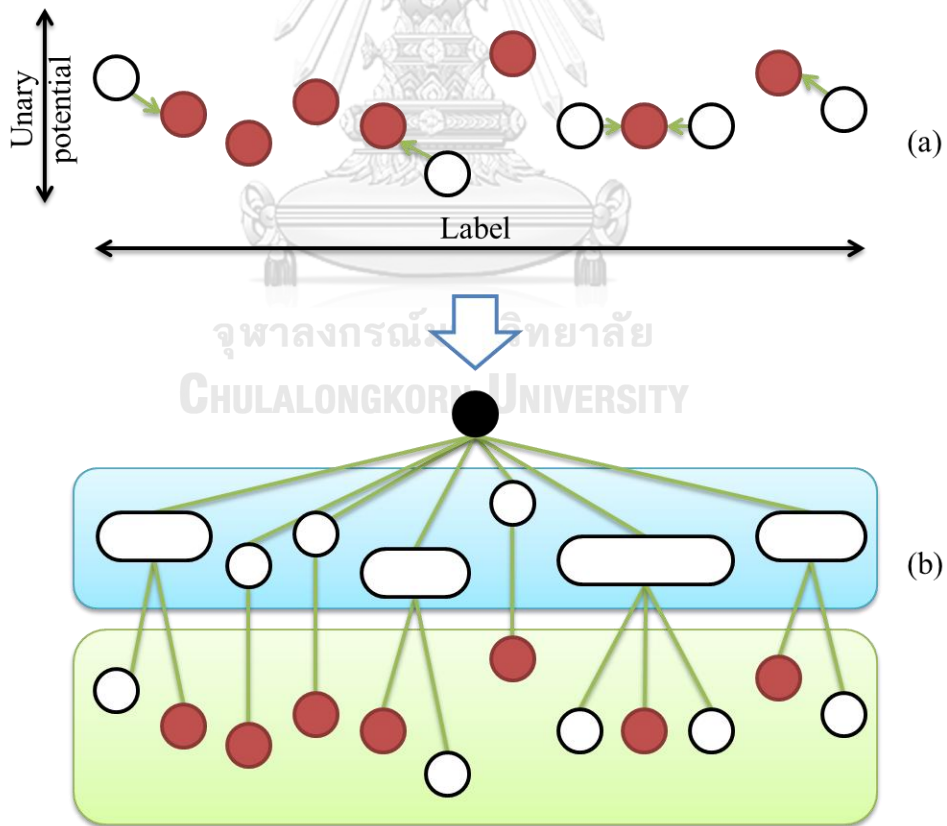 Unary
potential
(a)
Label
จุฬาลงกรณ์มหาวิทยาลัย
CHULALONGKORN UNIVERSITY
(b)